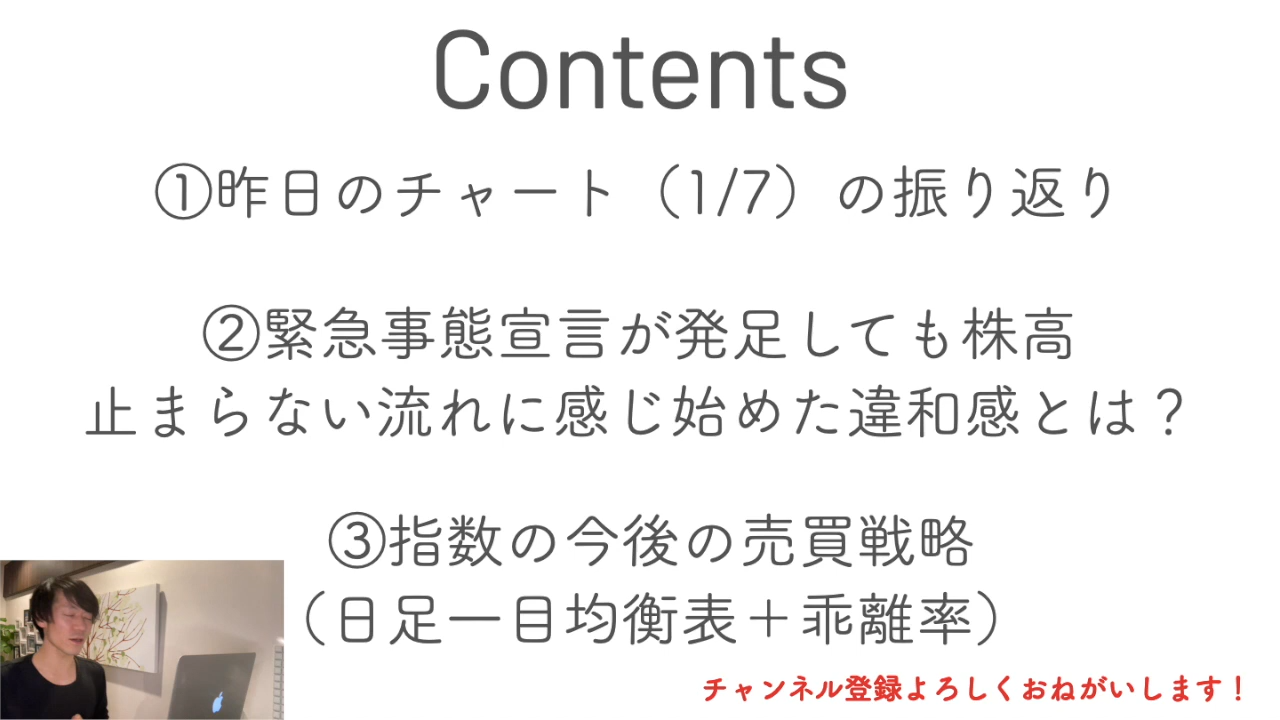 Contents
①昨日のチャート（1/7）の振り返り
②緊急事態宣言が発足しても株高
止まらない流れに感じ始めた違和感とは？
③指数の今後の売買戦略
（日足一目均衡表＋乖離率）
チャンネル登録よろしくおねがいします！